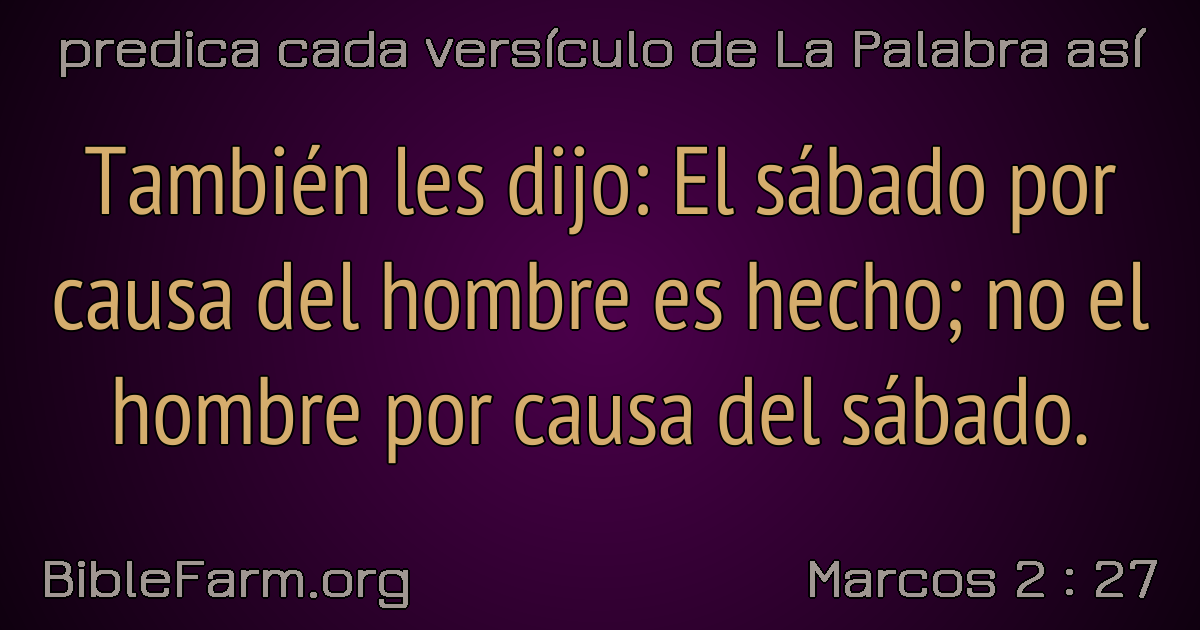 predica cada versículo de La Palabra así
También les dijo: El sábado por
causa del hombre es hecho; no el
hombre por causa del sábado.
BibleFarm.org
Marcos 2 : 27